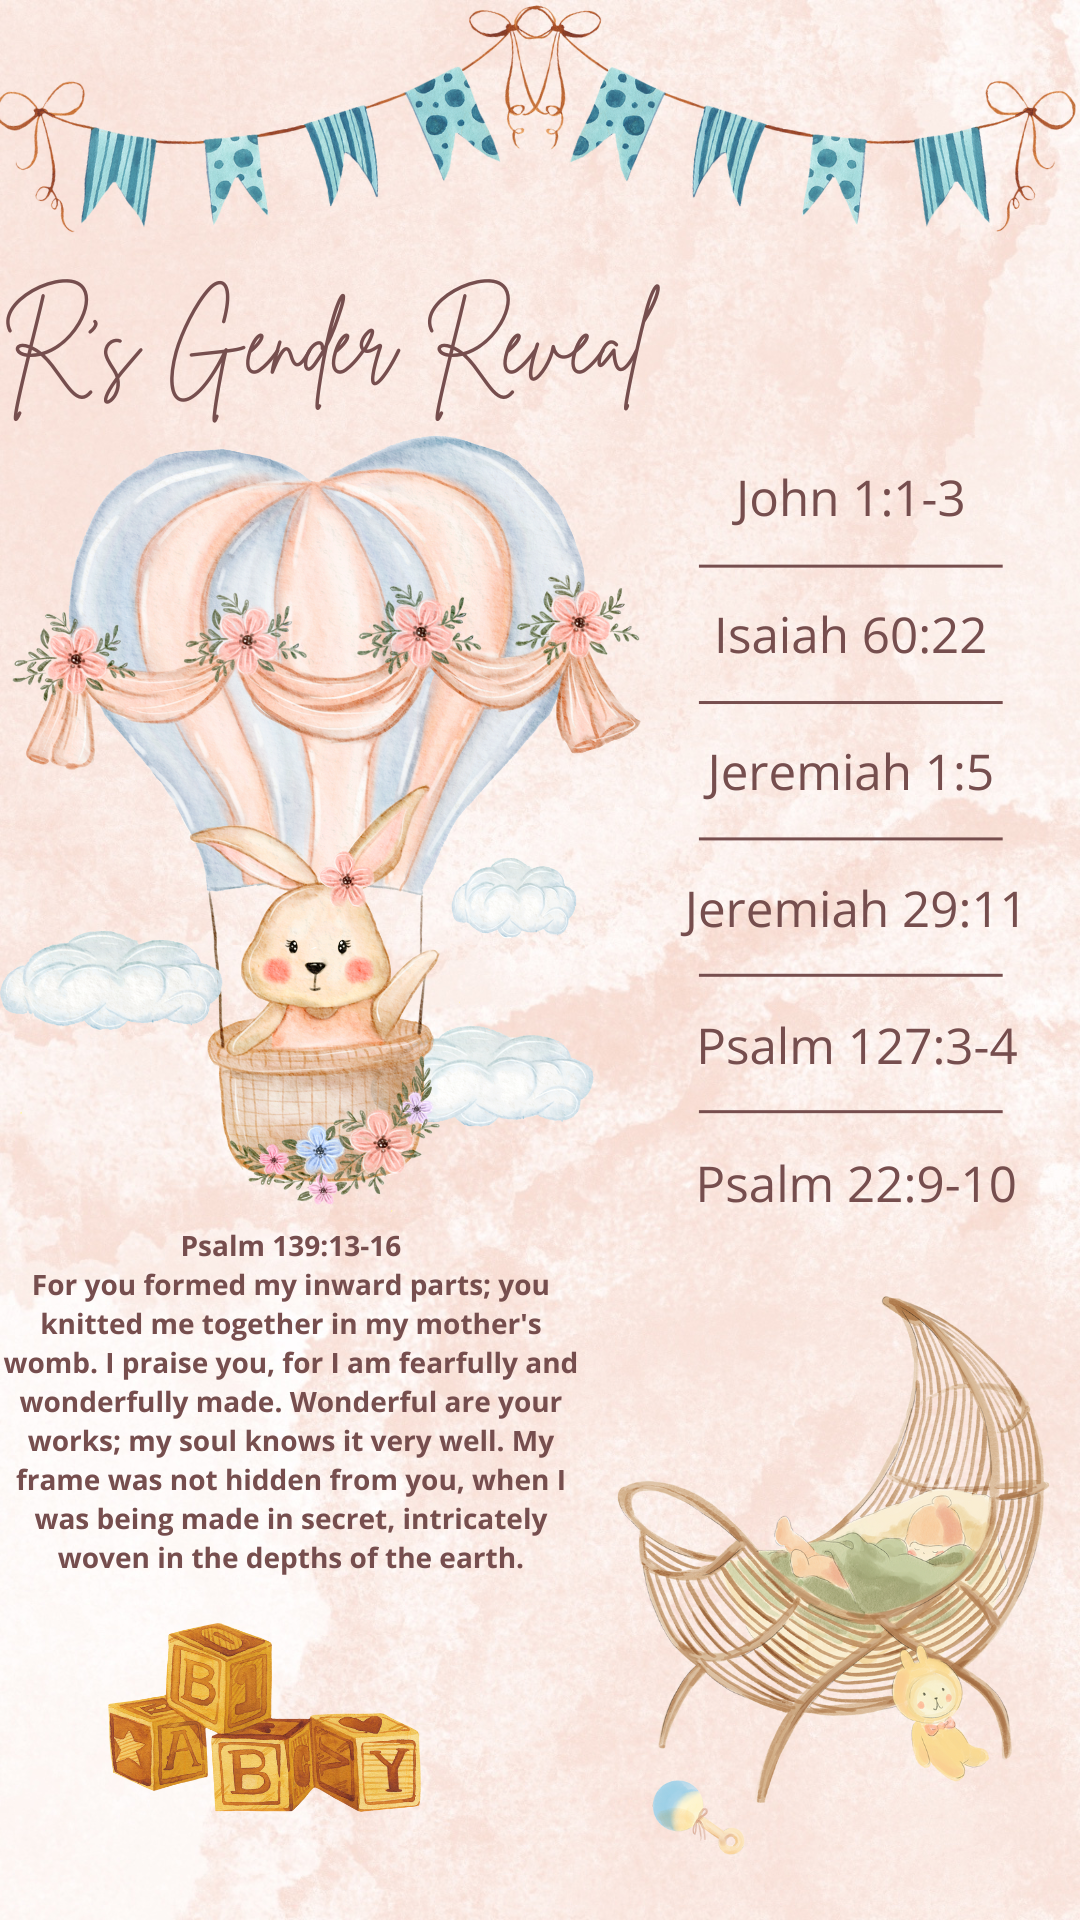 R's Gender Reveal
John 1:1-3
Isaiah 60:22
Jeremiah 1:5
Jeremiah 29:11
Psalm 127:3-4
Psalm 22:9-10
Psalm 139:13-16
For you formed my inward parts; you
knitted me together in my mother's
womb. I praise you, for I am fearfully and
wonderfully made. Wonderful are your
works; my soul knows it very well. My
frame was not hidden from you, when I
was being made in secret, intricately
woven in the depths of the earth.
B 1
A B Y